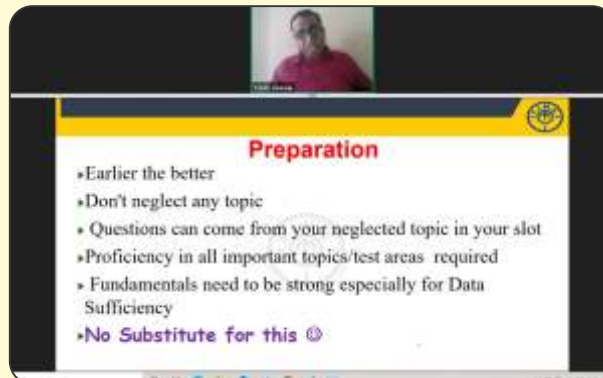 Preparation
▸Earlier the better
▸Don't neglect any topic
▸ Questions can come from your neglected topic in your slot
▸Proficiency in all important topics/test areas required
▸ Fundamentals need to be strong especially for Data
Sufficiency
▸No Substitute for this ☺